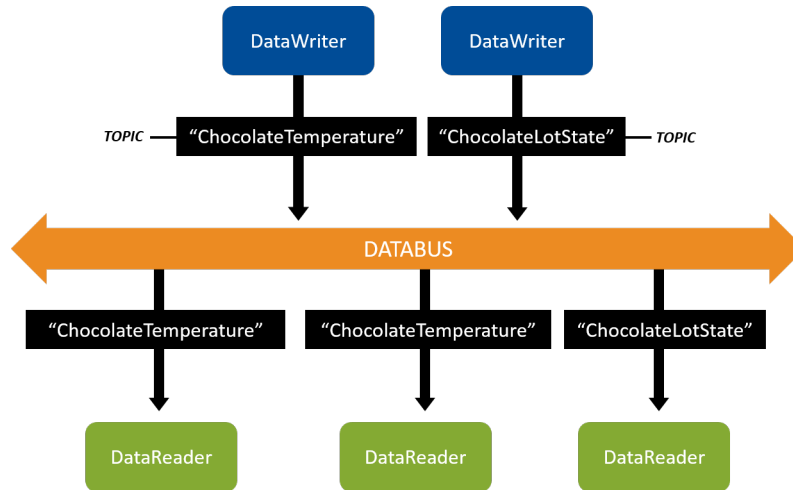 DataWriter
DataWriter
TOPIC
“ChocolateTemperature”
“ChocolateLotState”
TOPIC
DATABUS
“ChocolateTemperature”
“ChocolateTemperature”
“ChocolateLotState”
DataReader
DataReader
DataReader